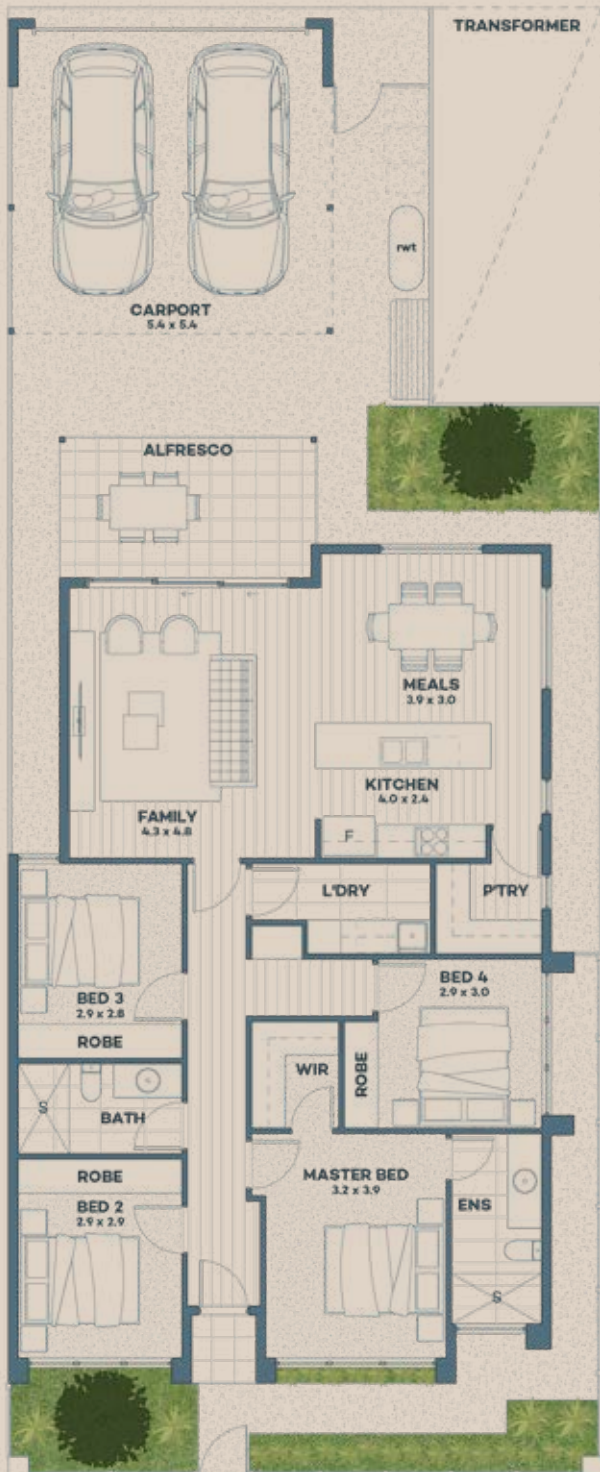 TRANSFORMER
rwt
CARPORT
5.4 x 5.4
ALFRESCO
MEALS
3.9 x 3.0
KITCHEN
4.0 x 2.4
FAMILY
4.3 x 4.8
F
L'DRY
P'TRY
BED 3
2.9 x 2.8
ROBE
BED 4
2.9 x 3.0
ROBE
WIR
S
BATH
ROBE
BED 2
2.9 x 2.9
MASTER BED
3.2 x 3.9
ENS
S